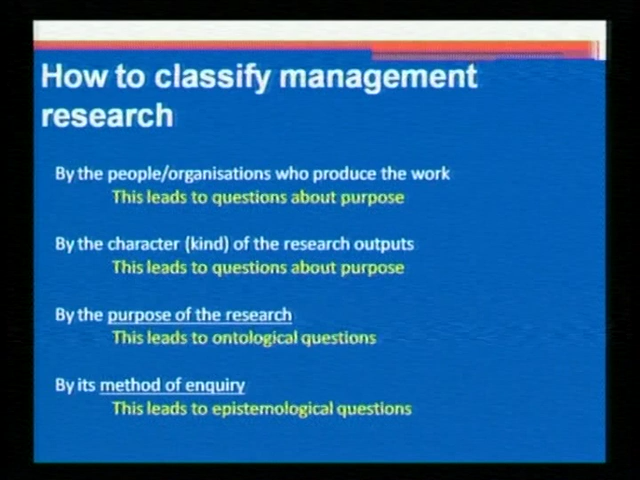 How to classify management
research
By the people/organisations who produce the work
This leads to questions about purpose
By the character (kind) of the research outputs
This leads to questions about purpose
By the purpose of the research
This leads to ontological questions
By its method of enquiry
This leads to epistemological questions